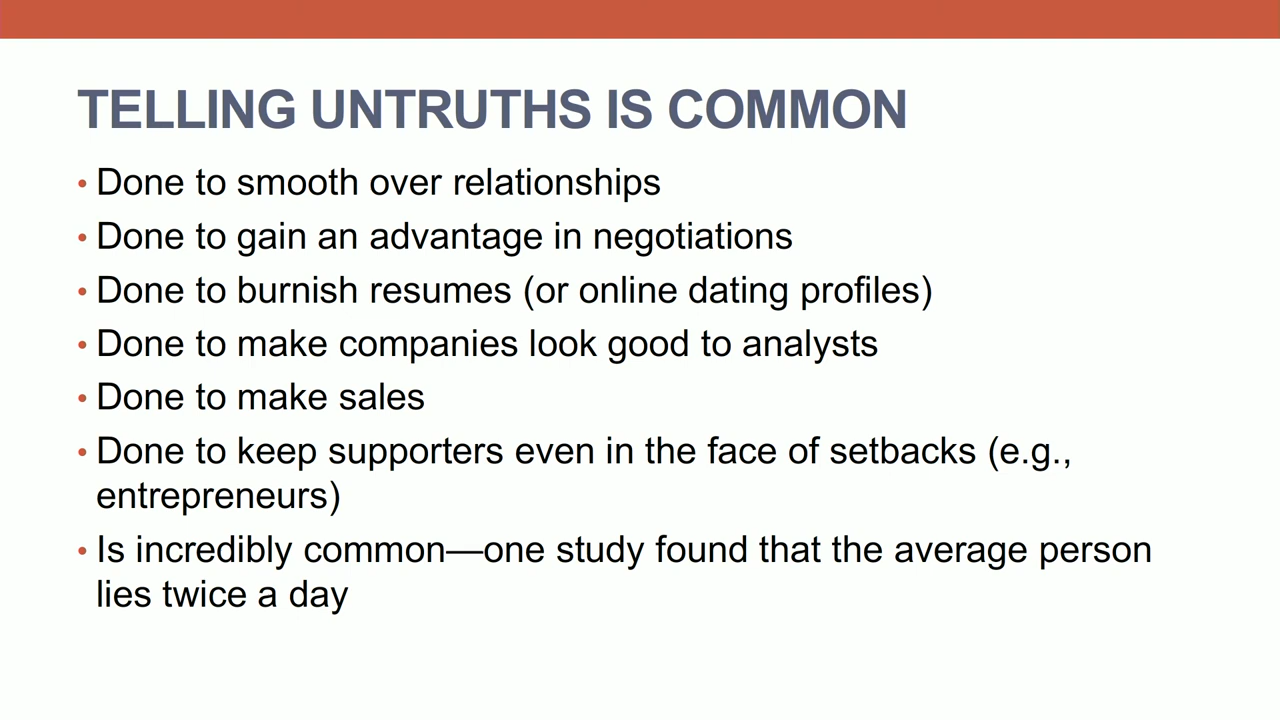 TELLING UNTRUTHS IS COMMON
• Done to smooth over relationships
• Done to gain an advantage in negotiations
• Done to burnish resumes (or online dating profiles)
• Done to make companies look good to analysts
• Done to make sales
• Done to keep supporters even in the face of setbacks (e.g.,
entrepreneurs)
• Is incredibly common—one study found that the average person
lies twice a day